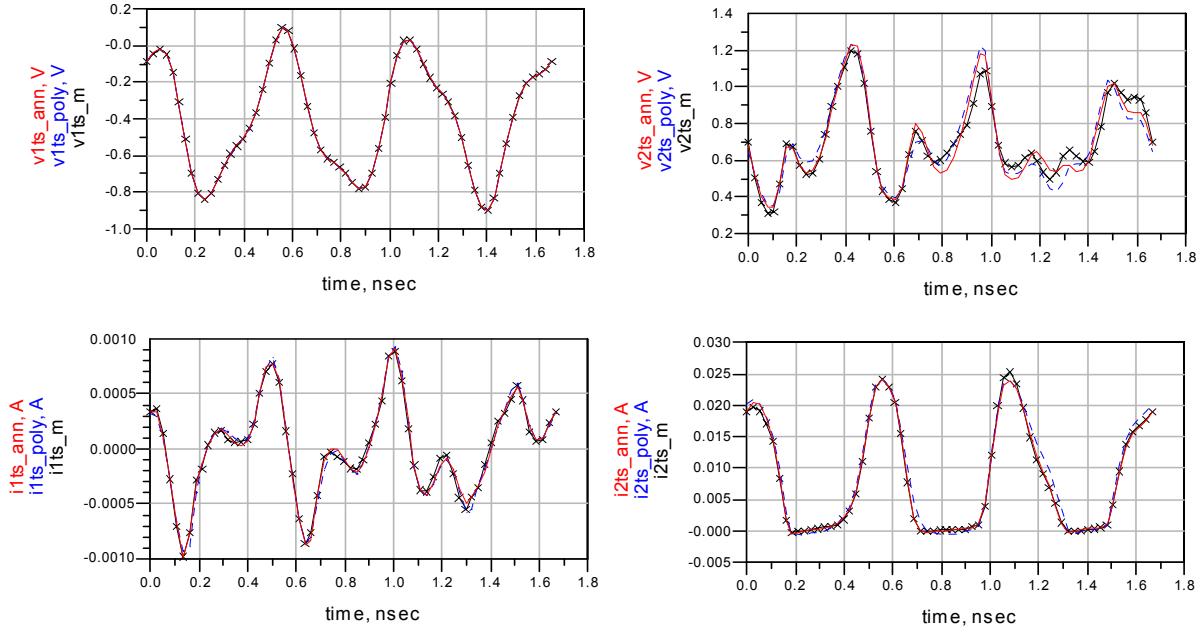 0.2
-0.0
-0.2
-0.4
-0.6
-0.8
-1.0
v1ts_ann, V
v1ts_poly, V
v1ts_m
0.0 0.2 0.4 0.6 0.8 1.0 1.2 1.4 1.6 1.8
time, nsec
1.4
1.2
1.0
0.8
0.6
0.4
0.2
v2ts_ann, V
v2ts_poly, V
v2ts_m
0.0 0.2 0.4 0.6 0.8 1.0 1.2 1.4 1.6 1.8
time, nsec
0.0010
0.0005
0.0000
-0.0005
-0.0010
i1ts_ann, A
i1ts_poly, A
i1ts_m
0.0 0.2 0.4 0.6 0.8 1.0 1.2 1.4 1.6 1.8
time, nsec
0.030
0.025
0.020
0.015
0.010
0.005
-0.000
-0.005
i2ts_ann, A
i2ts_poly, A
i2ts_m
0.0 0.2 0.4 0.6 0.8 1.0 1.2 1.4 1.6 1.8
time, nsec